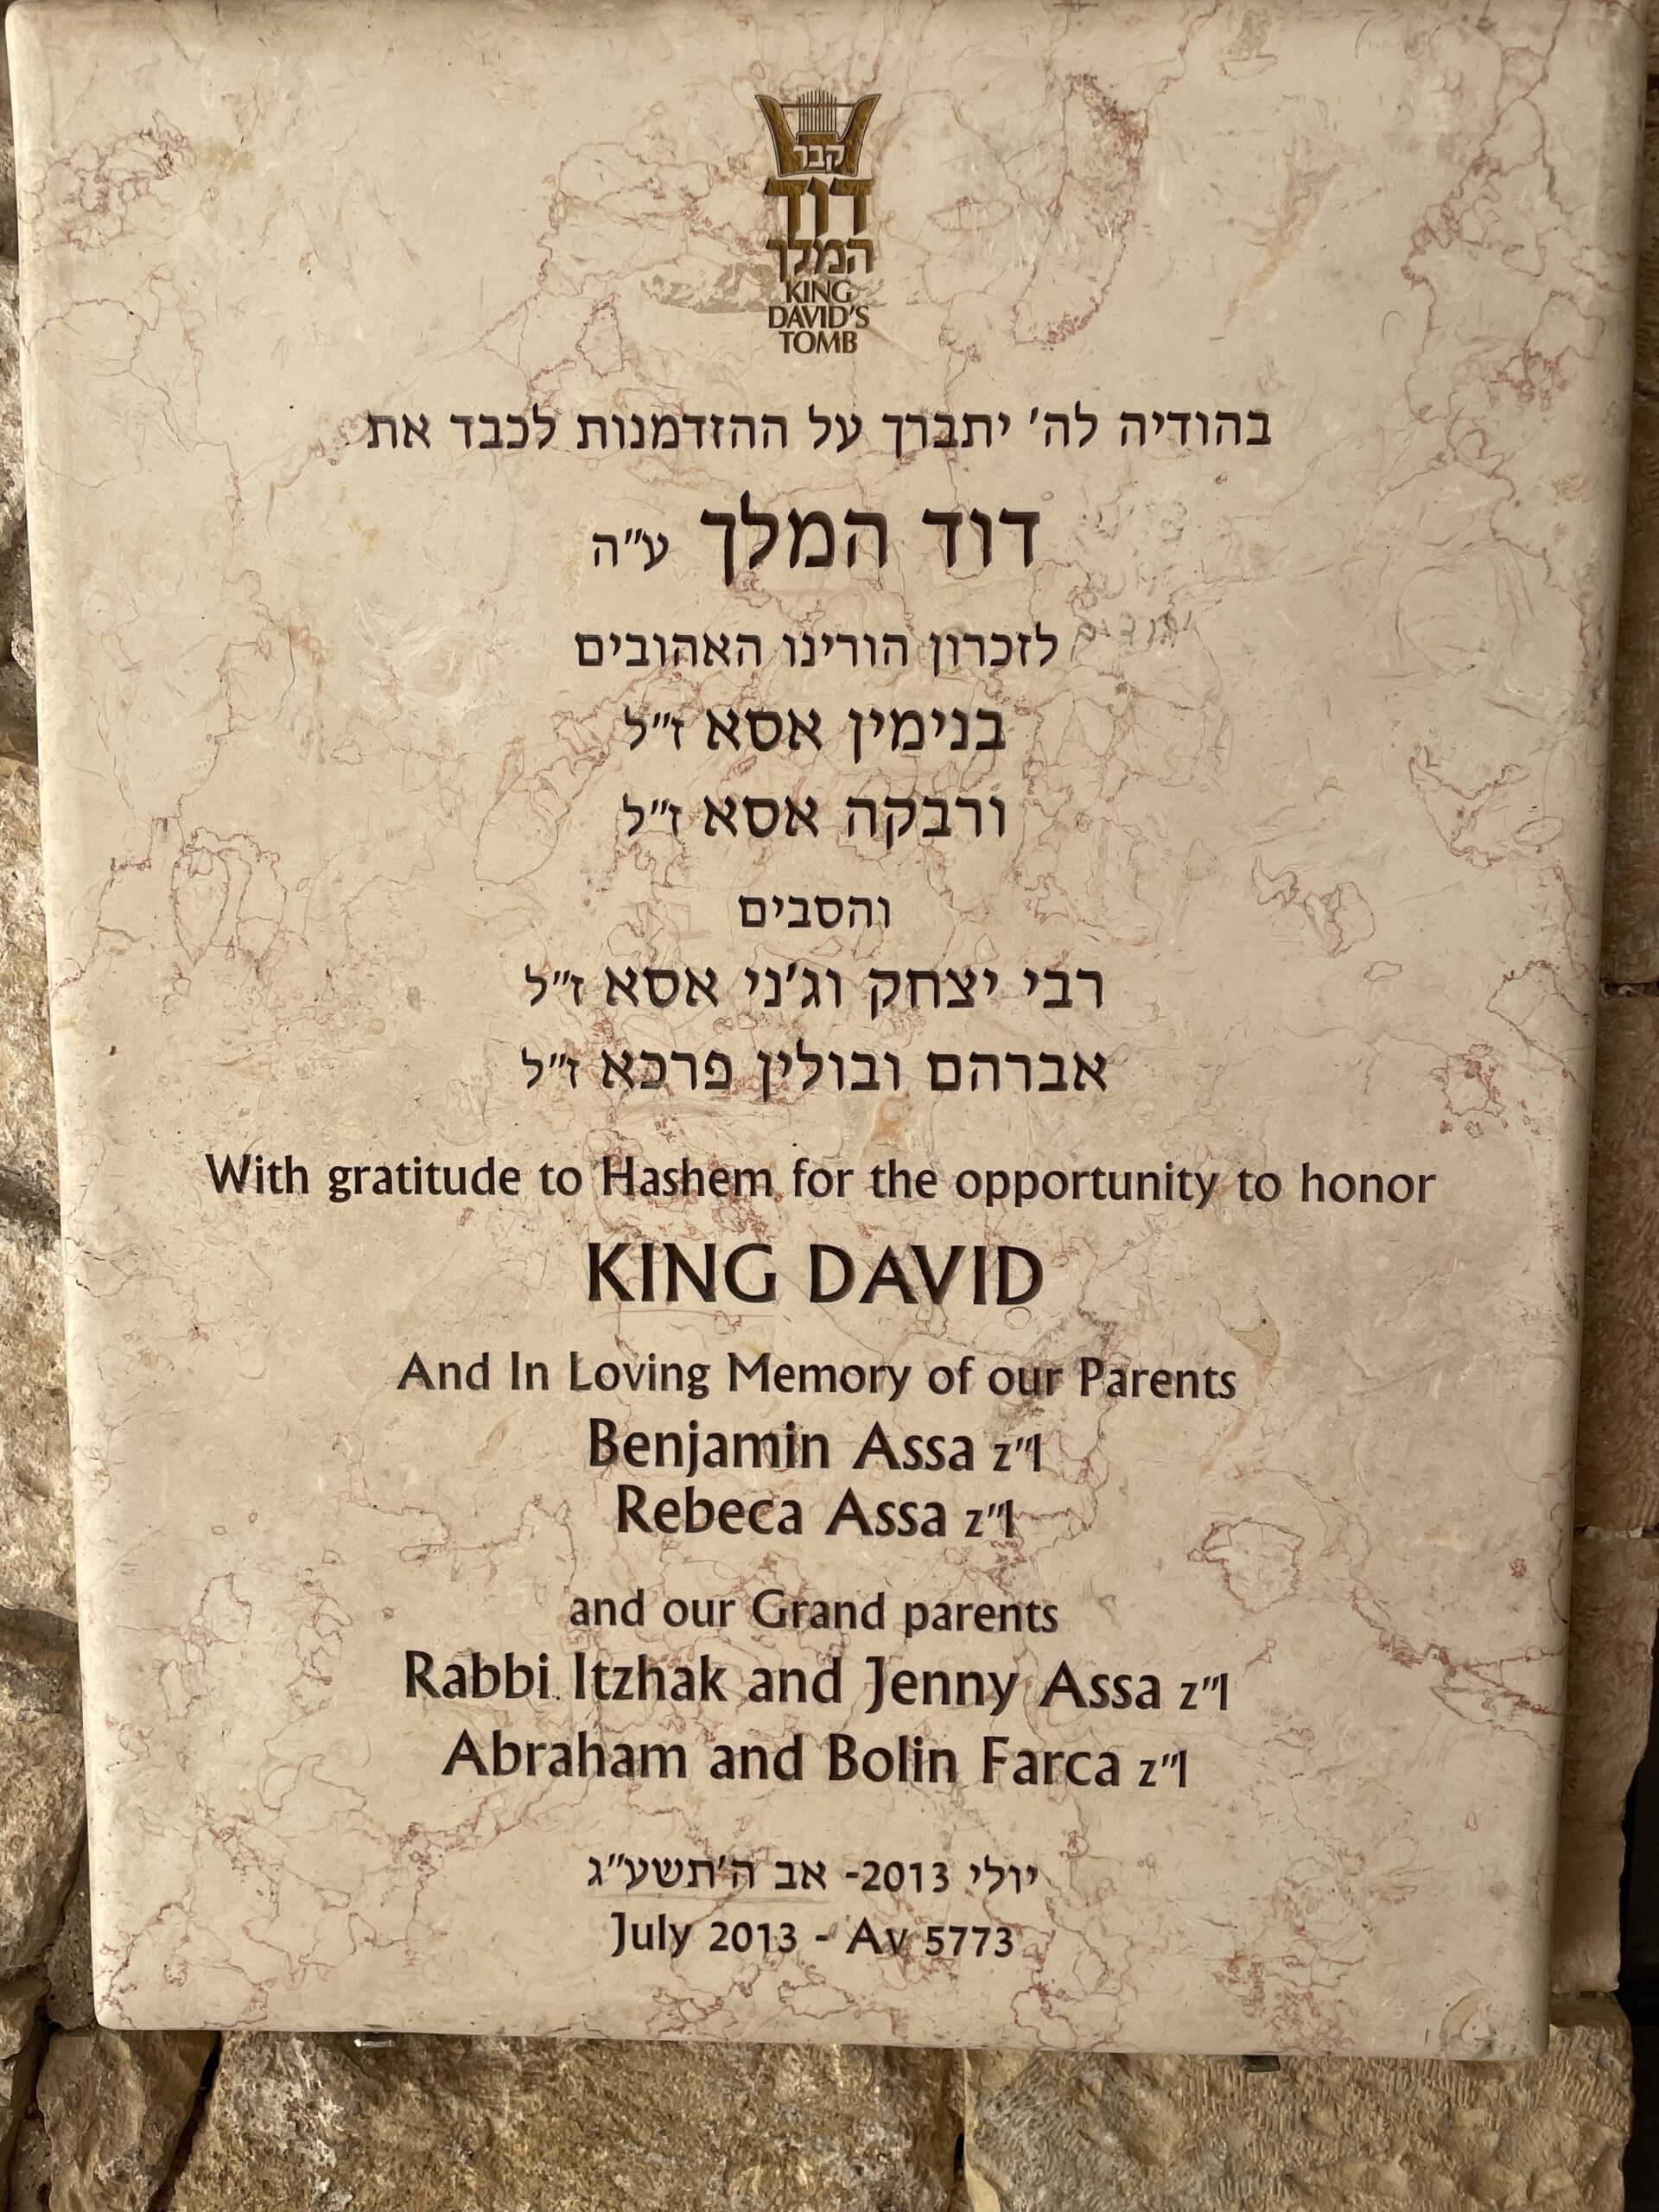 קבר
דוד
המלך
KING
DAVID'S
TOMB
בהודיה לה' יתברך על ההזדמנות לכבד את
דוד המלך ע"ה
לזכרון הורינו האהובים
בנימין אסא ז"ל
ורבקה אסא ז"ל
והסבים
רבי יצחק וג'ני אסא ז"ל
אברהם ובולין פרכא ז"ל
With gratitude to Hashem for the opportunity to honor
KING DAVID
And In Loving Memory of our Parents
Benjamin Assa z"l
Rebeca Assa z"l
and our Grand parents
Rabbi Itzhak and Jenny Assa z"l
Abraham and Bolin Farca z"l
יולי 2013- אב ה'תשע"ג
July 2013 - Av 5773